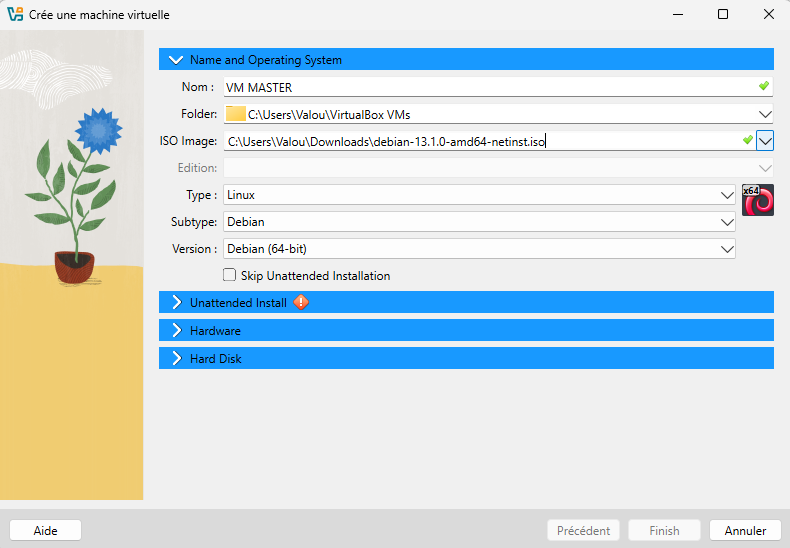 Crée une machine virtuelle
Name and Operating System
Nom : VM MASTER
Folder: C:\Users\Valou\VirtualBox VMs
ISO Image: C:\Users\Valou\Downloads\debian-13.1.0-amd64-netinst.iso
Edition:
Type : Linux
x64
Subtype: Debian
Version : Debian (64-bit)
Skip Unattended Installation
Unattended Install
Hardware
Hard Disk
Aide Précédent Finish Annuler